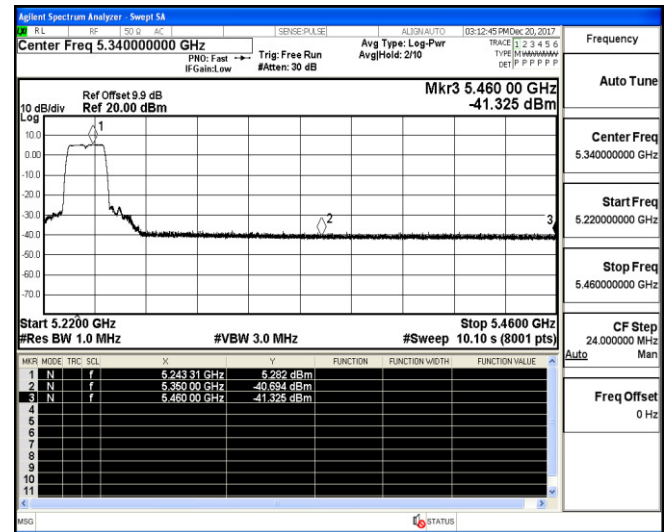 Agilent Spectrum Analyzer - Swept SA
LXI RL RF 50 Ω AC SENSE:PULSE ALIGNAUTO 03:12:45 PM Dec 20, 2017
Center Freq 5.340000000 GHz
PNO: Fast
IFGain:Low
Trig: Free Run
#Atten: 30 dB
Avg Type: Log-Pwr
Avg|Hold: 2/10
TRACE 1 2 3 4 5 6
TYPE MWWWWW
DET P P P P P P
Ref Offset 9.9 dB
10 dB/div Ref 20.00 dBm
Mkr3 5.460 00 GHz
-41.325 dBm
Log
10.0
0.00
-10.0
-20.0
-30.0
-40.0
-50.0
-60.0
-70.0
1
2
3
Start 5.2200 GHz Stop 5.4600 GHz
#Res BW 1.0 MHz #VBW 3.0 MHz #Sweep 10.10 s (8001 pts)
MKR MODE TRC SCL X Y FUNCTION FUNCTION WIDTH FUNCTION VALUE
1 N f 5.243 31 GHz 5.282 dBm
2 N f 5.350 00 GHz -40.694 dBm
3 N f 5.460 00 GHz -41.325 dBm
4
5
6
7
8
9
10
11
MSG STATUS
Frequency
Auto Tune
Center Freq
5.340000000 GHz
Start Freq
5.220000000 GHz
Stop Freq
5.460000000 GHz
CF Step
24.000000 MHz
Auto Man
Freq Offset
0 Hz